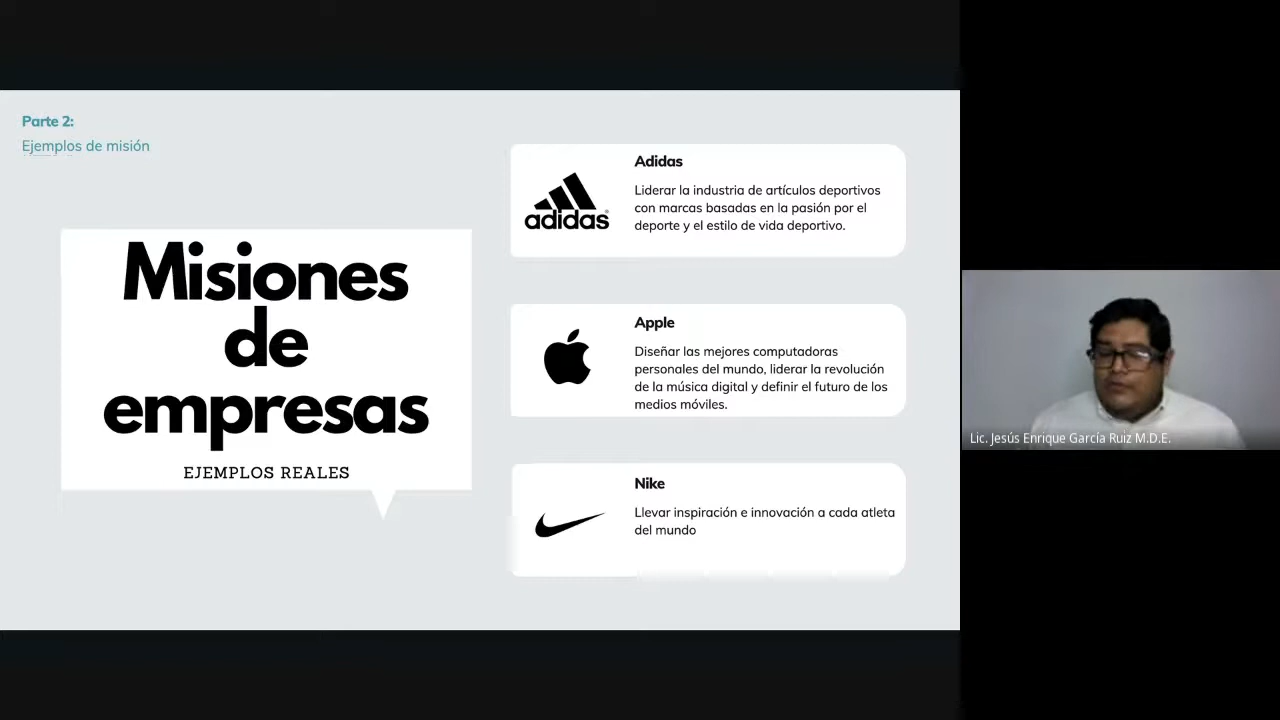 Parte 2:
Ejemplos de misión
Misiones
de
empresas
EJEMPLOS REALES
adidas
Adidas
Liderar la industria de artículos deportivos
con marcas basadas en la pasión por el
deporte y el estilo de vida deportivo.
Apple
Diseñar las mejores computadoras
personales del mundo, liderar la revolución
de la música digital y definir el futuro de los
medios móviles.
Nike
Llevar inspiración e innovación a cada atleta
del mundo
Lic. Jesús Enrique García Ruiz M.D.E.